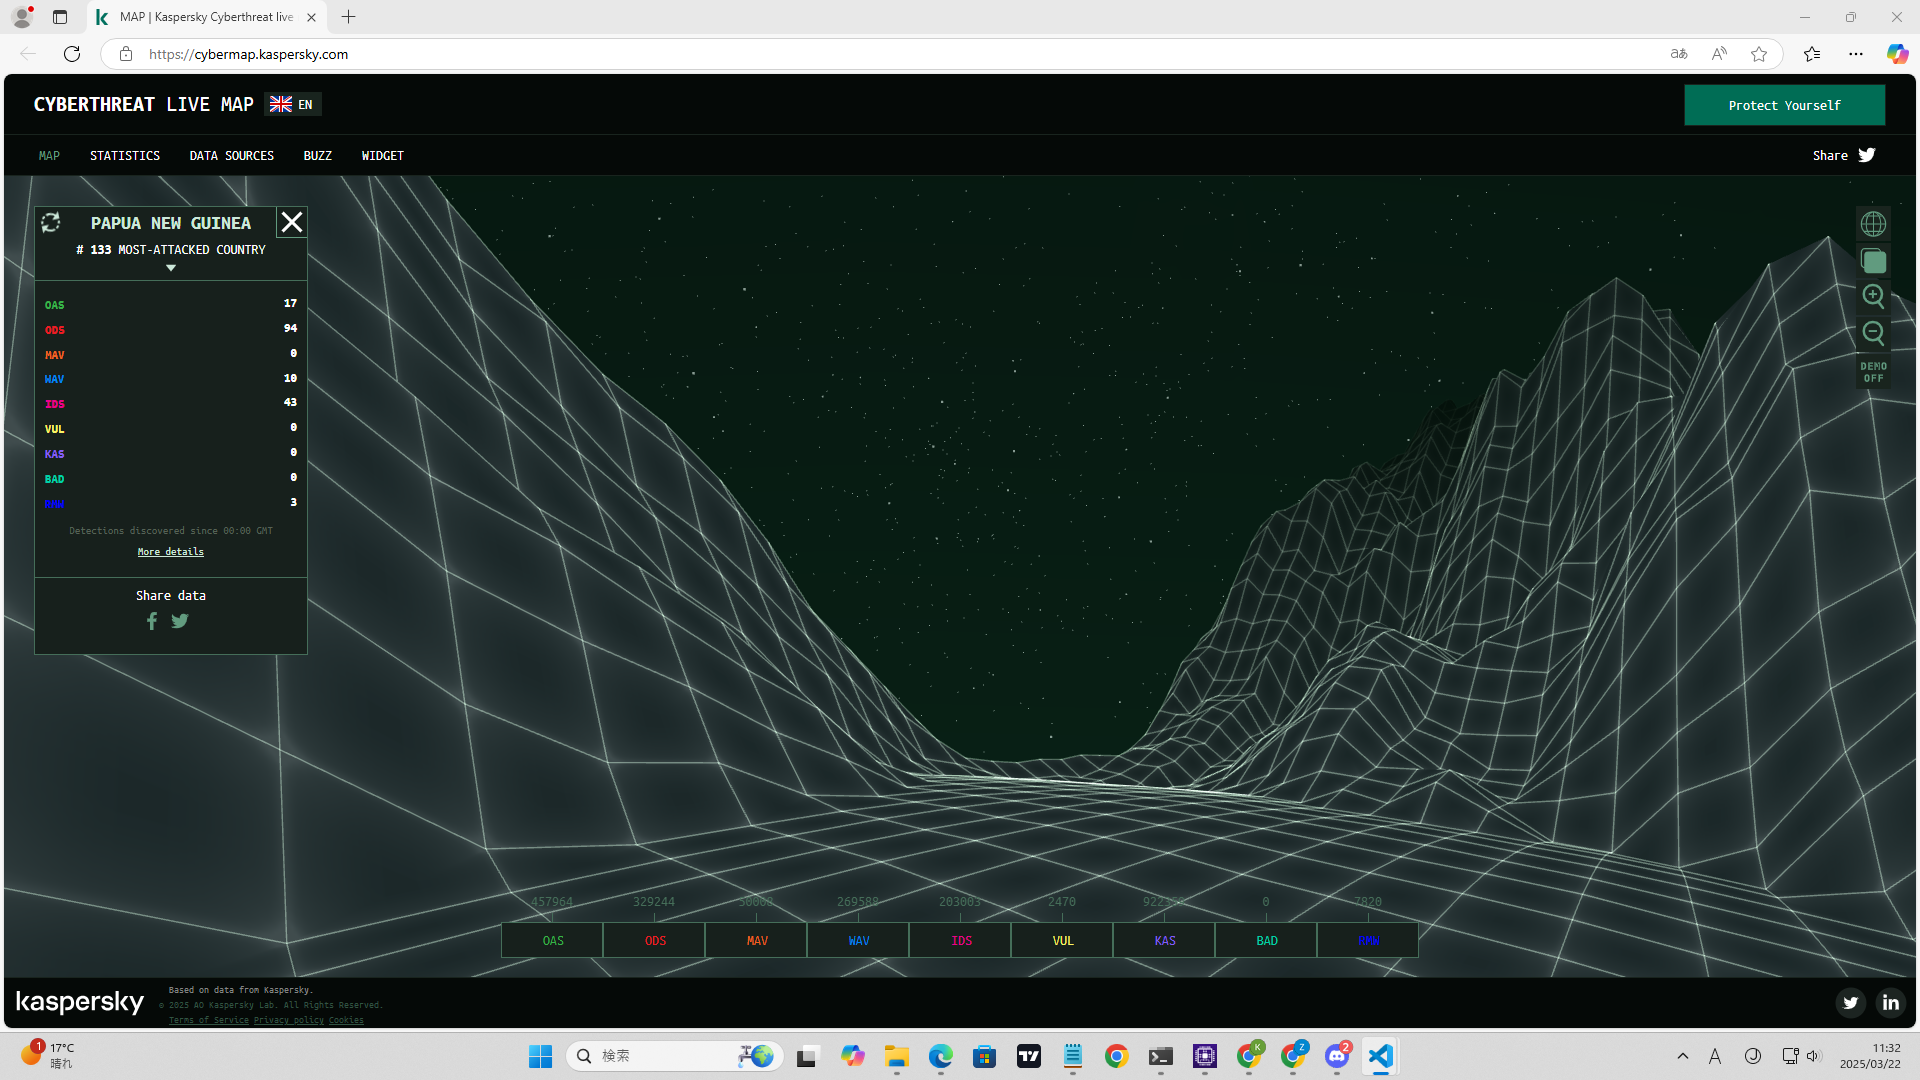 MAP | Kaspersky Cyberthreat live
https://cybermap.kaspersky.com
CYBERTHREAT LIVE MAP EN
Protect Yourself
MAP STATISTICS DATA SOURCES BUZZ WIDGET
Share
PAPUA NEW GUINEA
# 133 MOST-ATTACKED COUNTRY
OAS 17
ODS 94
MAV 0
WAV 10
IDS 43
VUL 0
KAS 0
BAD 0
RMW 3
Detections discovered since 00:00 GMT
More details
Share data
DEMO
OFF
457964 329244 269588 203003 2470 0 7820
OAS ODS MAV WAV IDS VUL KAS BAD RMW
kaspersky
Based on data from Kaspersky.
© 2025 AO Kaspersky Lab. All Rights Reserved.
Terms of Service Privacy policy Cookies
1
17°C
晴れ
検索
K
Z
2
A
11:32
2025/03/22